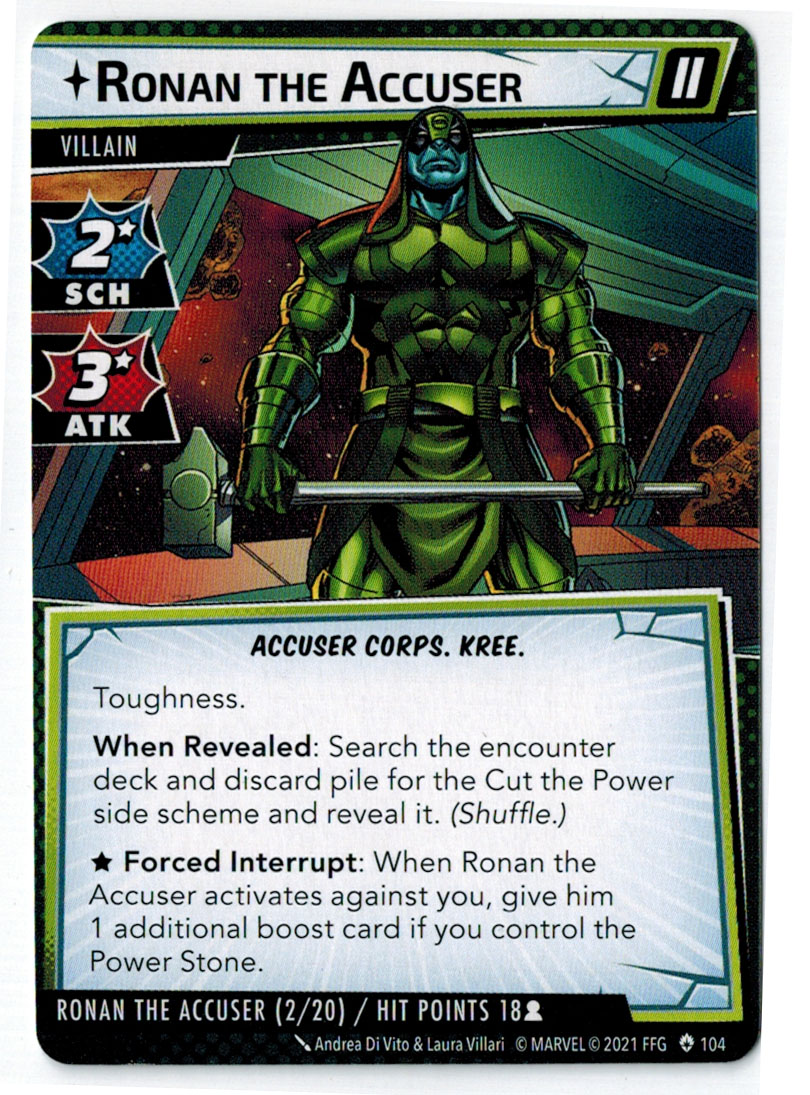 RONAN THE ACCUSER
II
VILLAIN
2★
SCH
3★
ATK
ACCUSER CORPS. KREE.
Toughness.
When Revealed: Search the encounter
deck and discard pile for the Cut the Power
side scheme and reveal it. (Shuffle.)
★ Forced Interrupt: When Ronan the
Accuser activates against you, give him
1 additional boost card if you control the
Power Stone.
RONAN THE ACCUSER (2/20) / HIT POINTS 18
Andrea Di Vito & Laura Villari © MARVEL © 2021 FFG 104